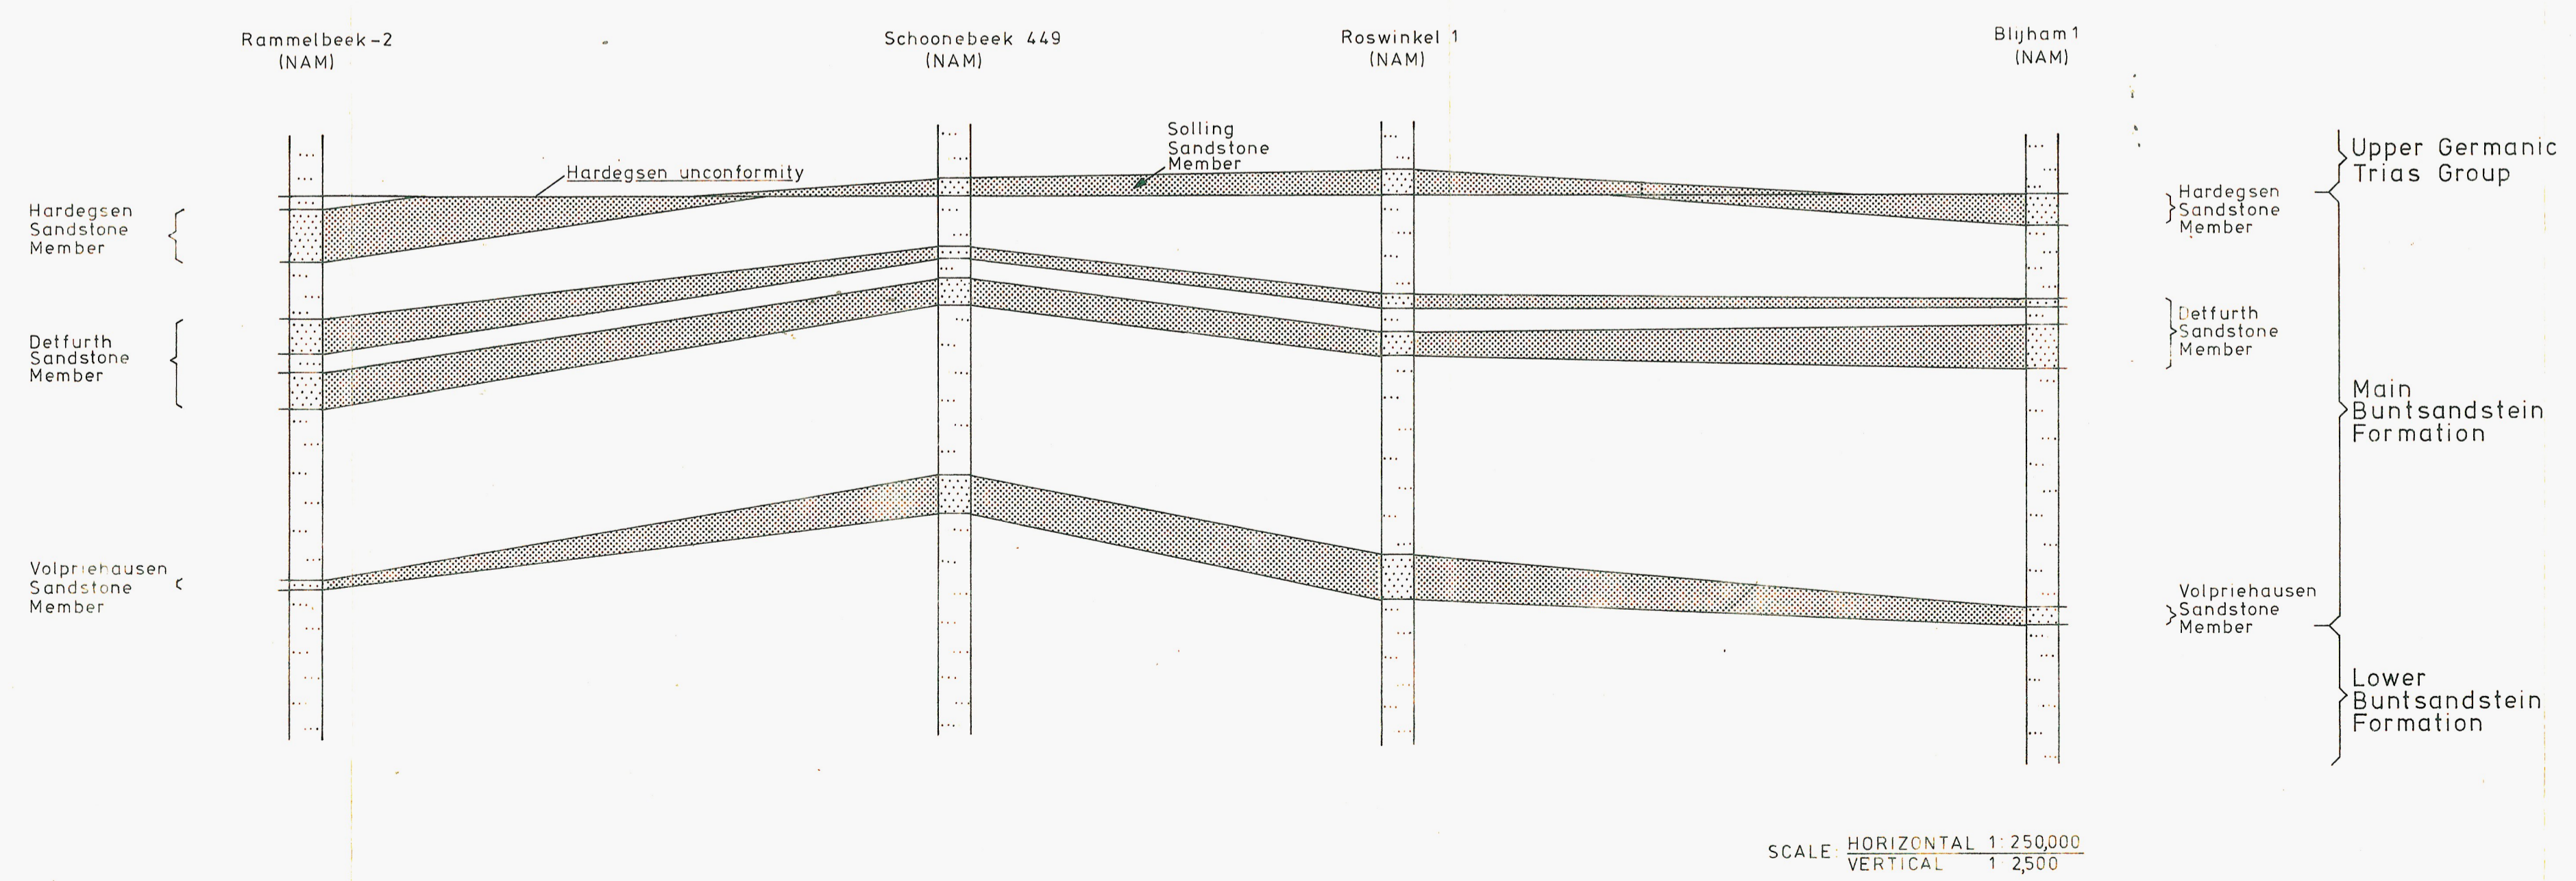 Rammelbeek-2
(NAM)
Schoonebeek 449
(NAM)
Roswinkel 1
(NAM)
Blijham 1
(NAM)
Solling
Sandstone
Member
Hardegsen unconformity
Hardegsen
Sandstone
Member
Detfurth
Sandstone
Member
Volpriehausen
Sandstone
Member
Hardegsen
Sandstone
Member
Detfurth
Sandstone
Member
Volpriehausen
Sandstone
Member
Upper Germanic
Trias Group
Main
Buntsandstein
Formation
Lower
Buntsandstein
Formation
SCALE: HORIZONTAL 1:250,000
VERTICAL 1 2,500